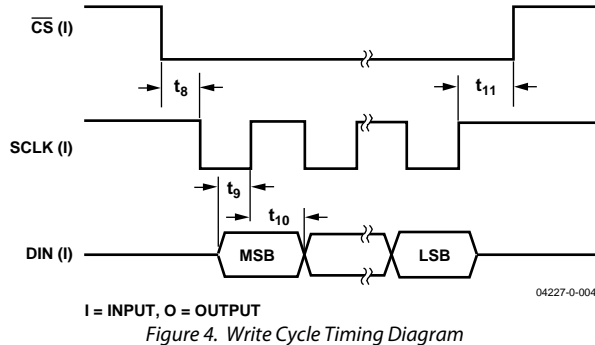 CS (I)
t8
t11
SCLK (I)
t9
t10
DIN (I)
MSB
LSB
04227-0-004
I = INPUT, O = OUTPUT
Figure 4. Write Cycle Timing Diagram